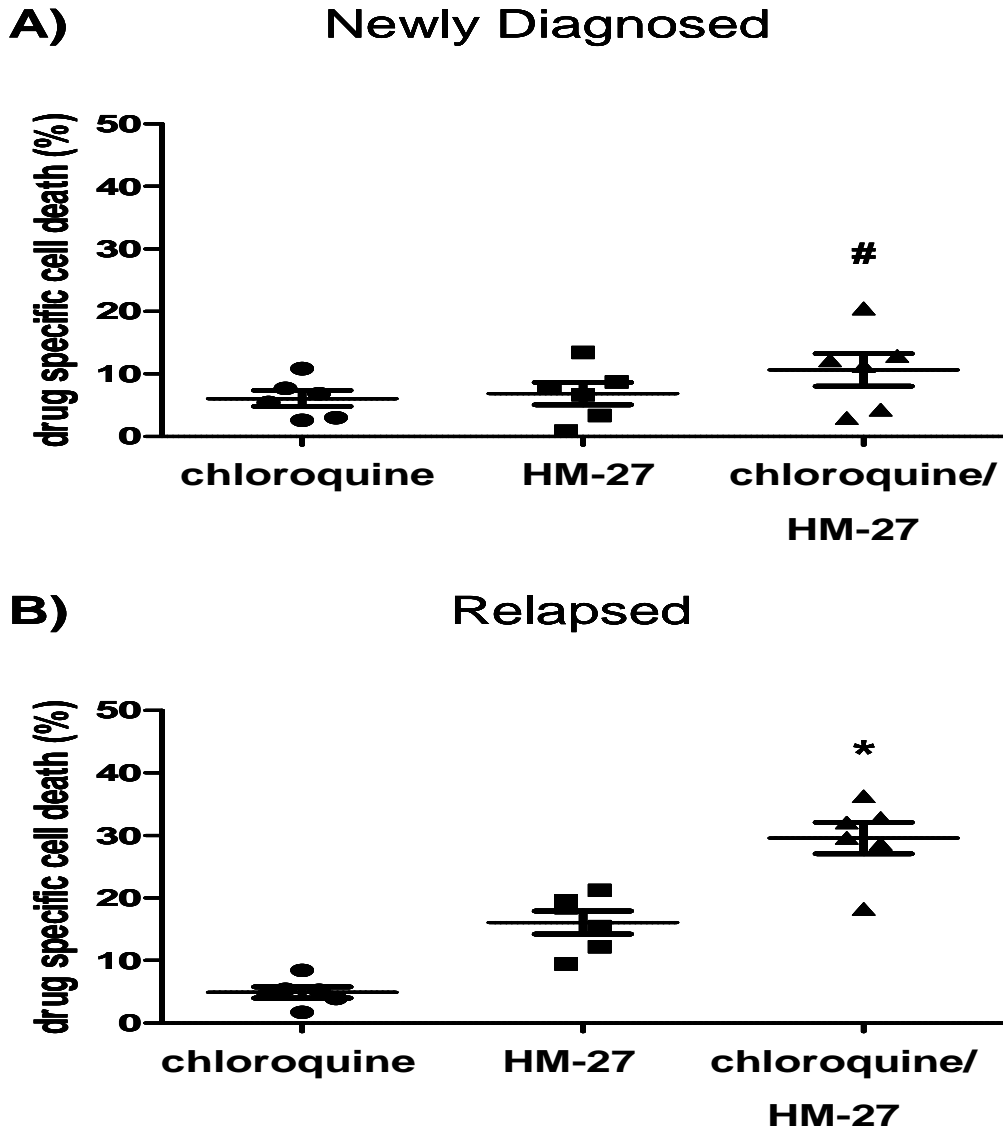 A) Newly Diagnosed
drug specific cell death (%)
50
40
30
20
10
0
#
chloroquine HM-27 chloroquine/
HM-27
B) Relapsed
drug specific cell death (%)
50
40
30
20
10
0
*
chloroquine HM-27 chloroquine/
HM-27